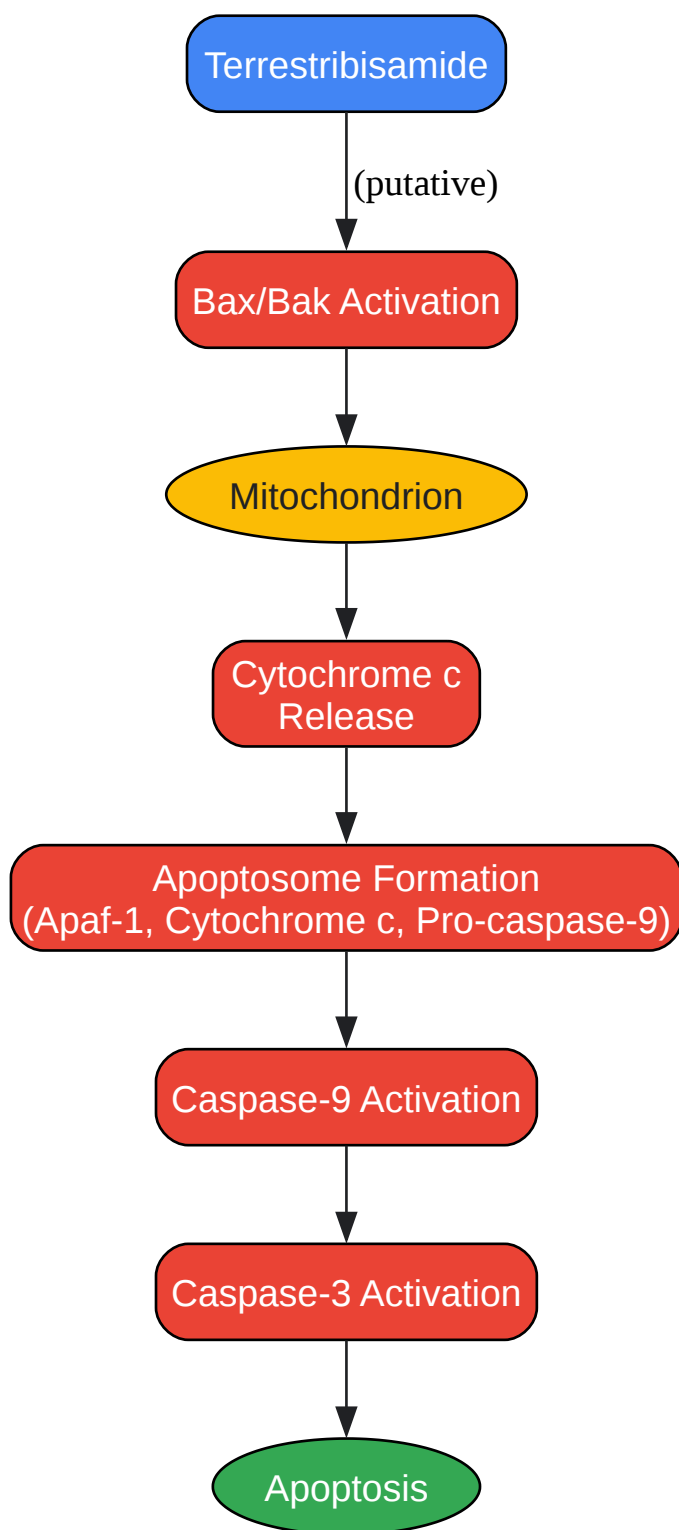 Terrestribisamide
(putative)
Bax/Bak Activation
Mitochondrion
Cytochrome c
Release
Apoptosome Formation
(Apaf-1, Cytochrome c, Pro-caspase-9)
Caspase-9 Activation
Caspase-3 Activation
Apoptosis